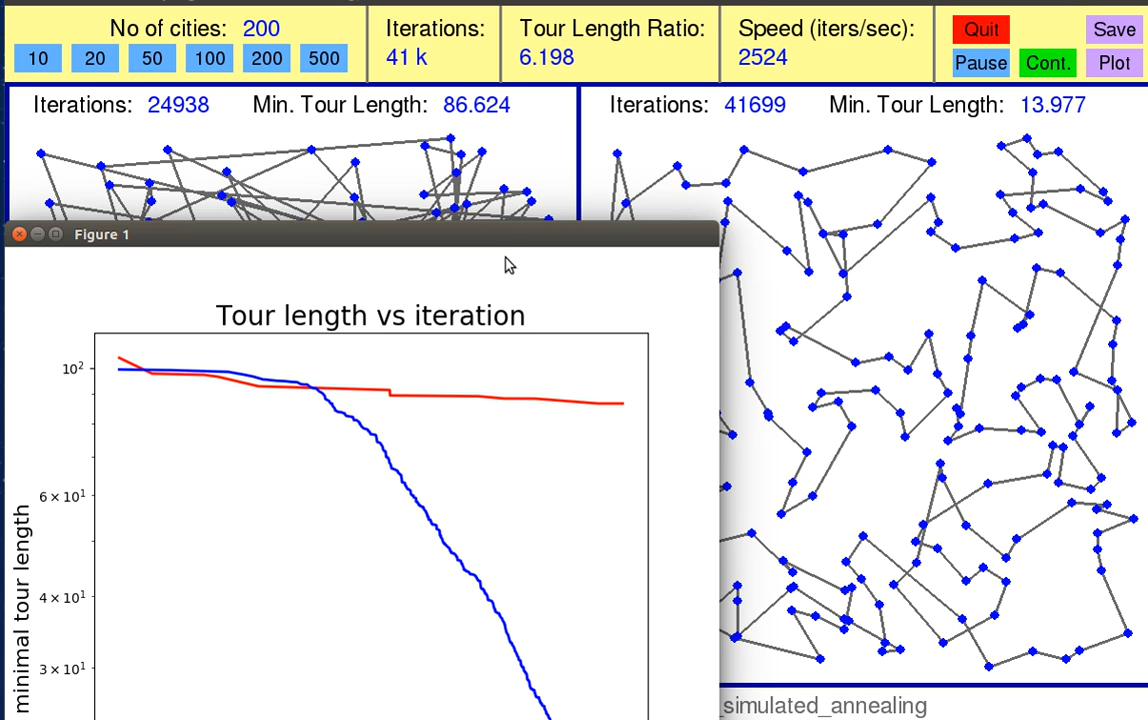 No of cities: 200
10 20 50 100 200 500
Iterations:
41 k
Tour Length Ratio:
6.198
Speed (iters/sec):
2524
Quit Save
Pause Cont. Plot
Iterations: 24938 Min. Tour Length: 86.624
Iterations: 41699 Min. Tour Length: 13.977
Figure 1
Tour length vs iteration
10²
6 × 10¹
4 × 10¹
3 × 10¹
minimal tour length
_simulated_annealing